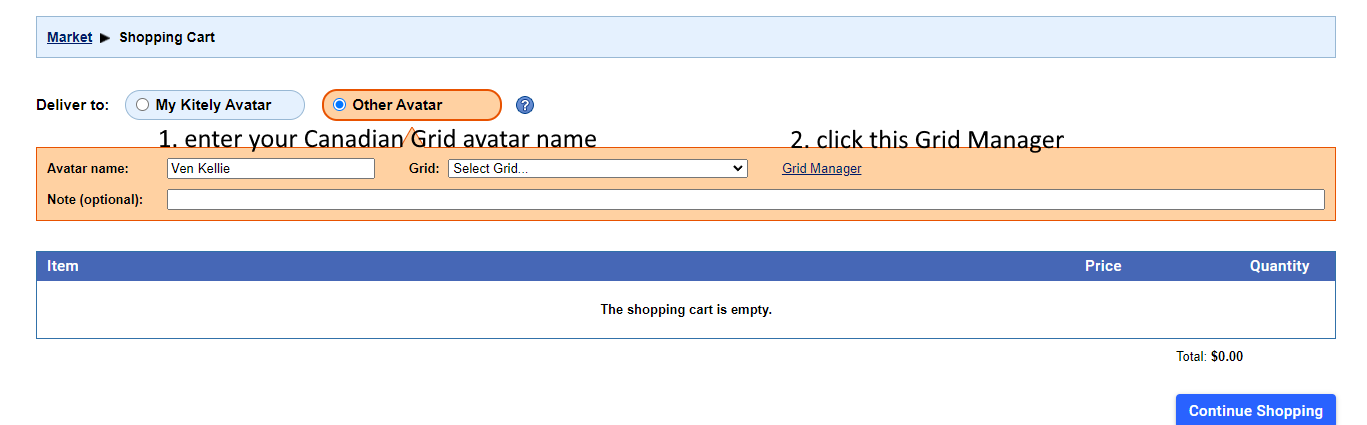 Market ▶ Shopping Cart
Deliver to: My Kitely Avatar Other Avatar ?
1. enter your Canadian Grid avatar name 2. click this Grid Manager
Avatar name: Ven Kellie Grid: Select Grid... Grid Manager
Note (optional):
Item Price Quantity
The shopping cart is empty.
Total: $0.00
Continue Shopping